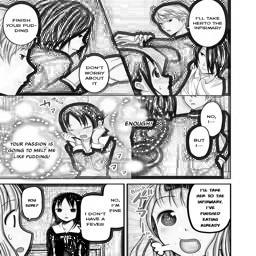 I'LL
TAKE
HERTO THE
INFIRMARY
FINISH
YOUR PUD-
DING
DON'T
WORRY
ABOUT
IT
NO,
I—
BUT
I—
ENOUGH!
YOUR PASSION IS
GOING TO MELT ME
LIKE PUDDING!
I'LL TAKE
HER TO THE
INFIRMARY.
I'VE
FINISHED
EATING
ALREADY
NO,
I'M
FINE
I DON'T
HAVE A
FEVER!
YOU
SURE?